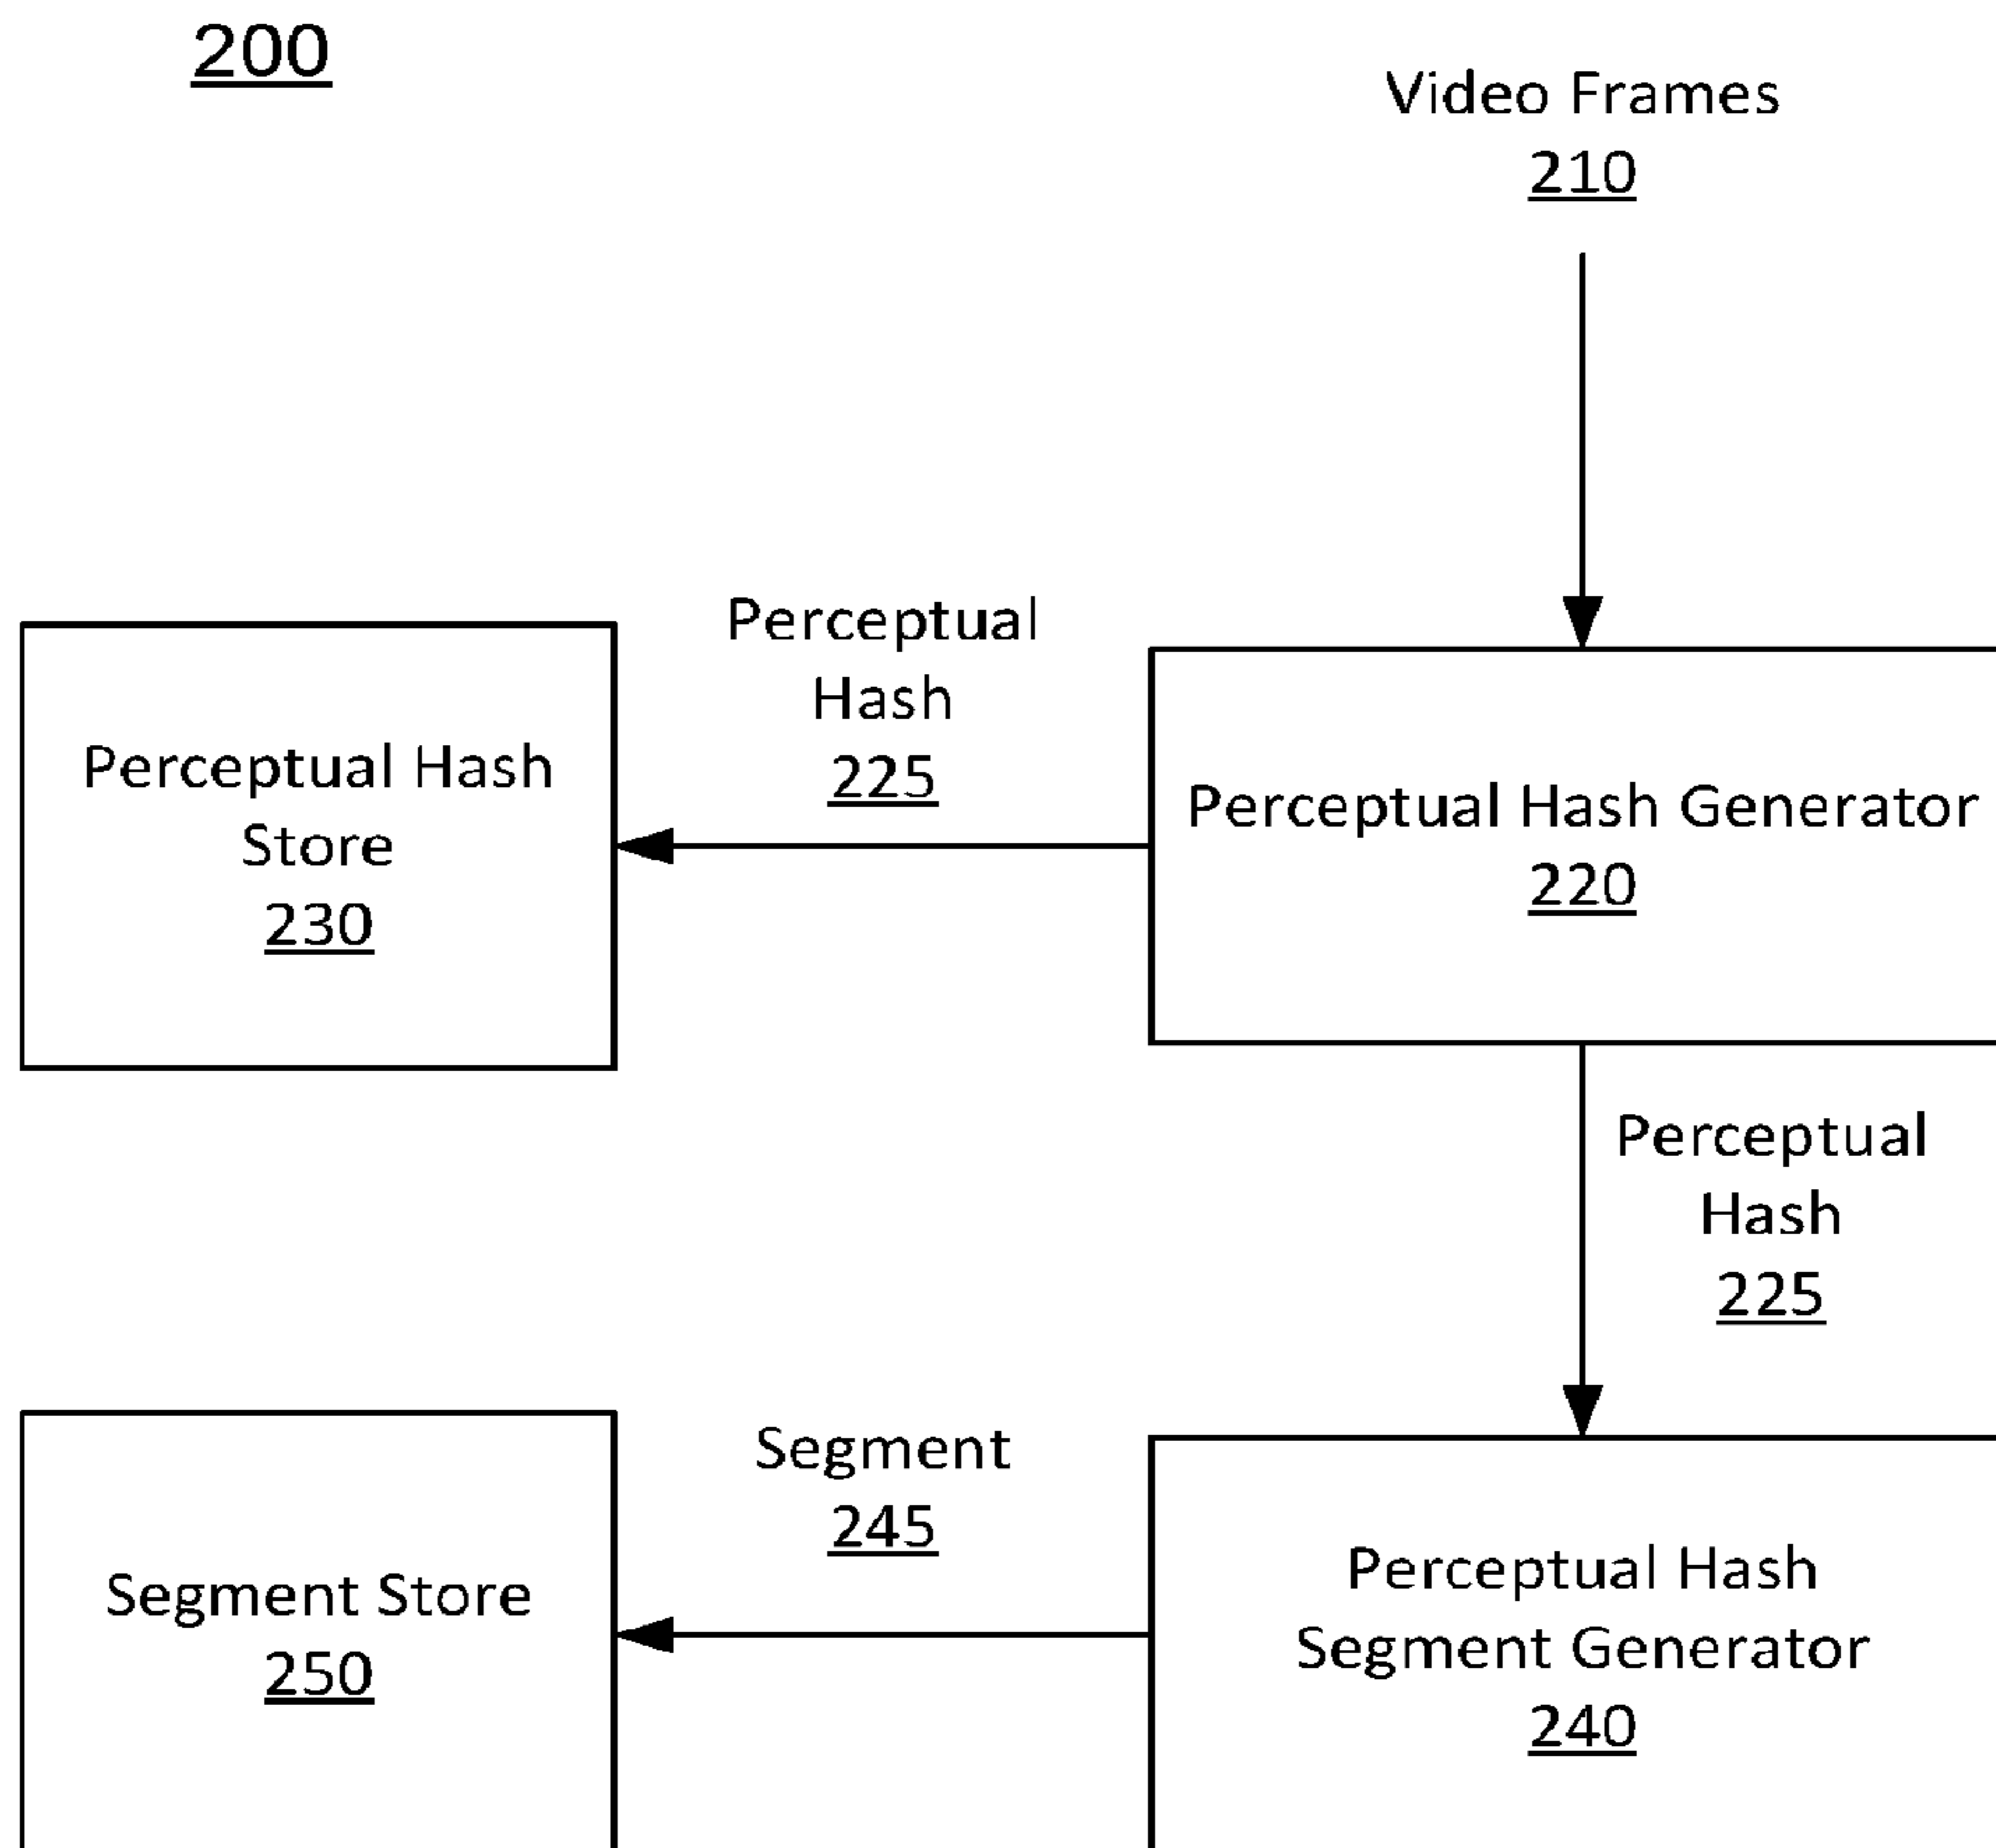 200
Video Frames
210
Perceptual
Hash
225
Perceptual Hash
Store
230
Perceptual Hash Generator
220
Perceptual
Hash
225
Segment
245
Segment Store
250
Perceptual Hash
Segment Generator
240